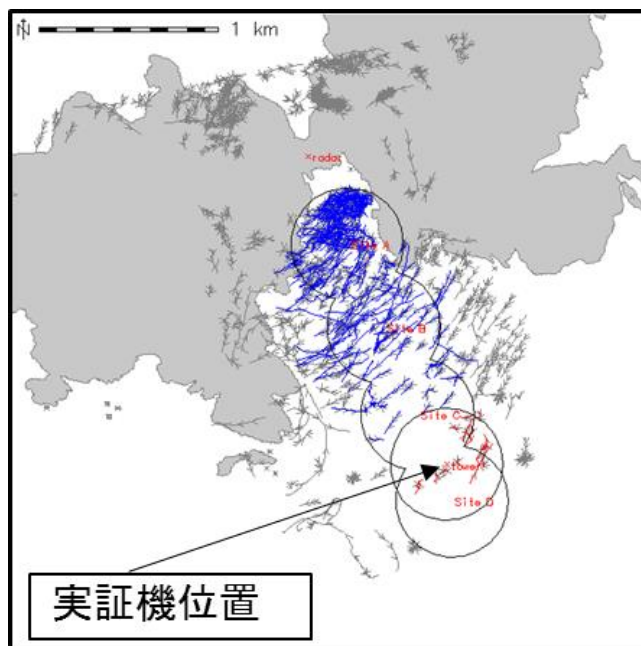 N 1 km
×radar
Site A
Site B
Site C
×tower
Site D
実証機位置